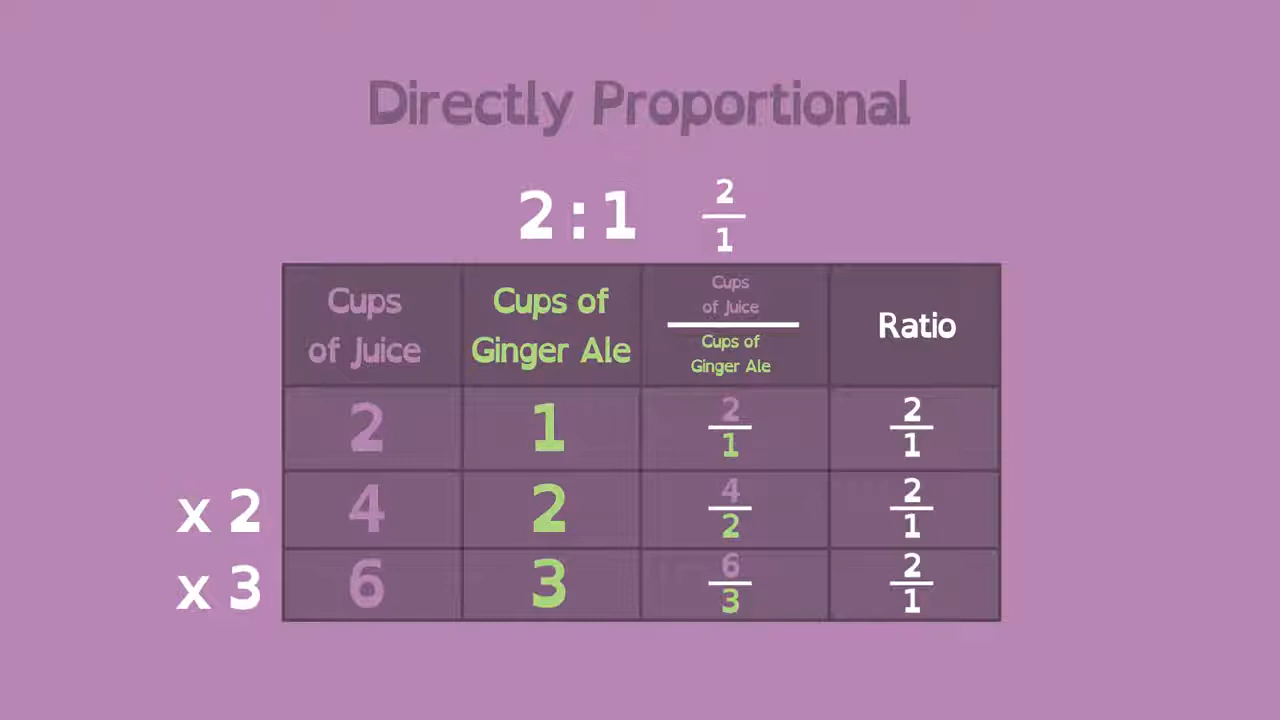 Directly Proportional
2:1 2/1
Cups of Juice Cups of Ginger Ale Cups of Juice / Cups of Ginger Ale Ratio
2 1 2/1 2/1
x 2 4 2 4/2 2/1
x 3 6 3 6/3 2/1